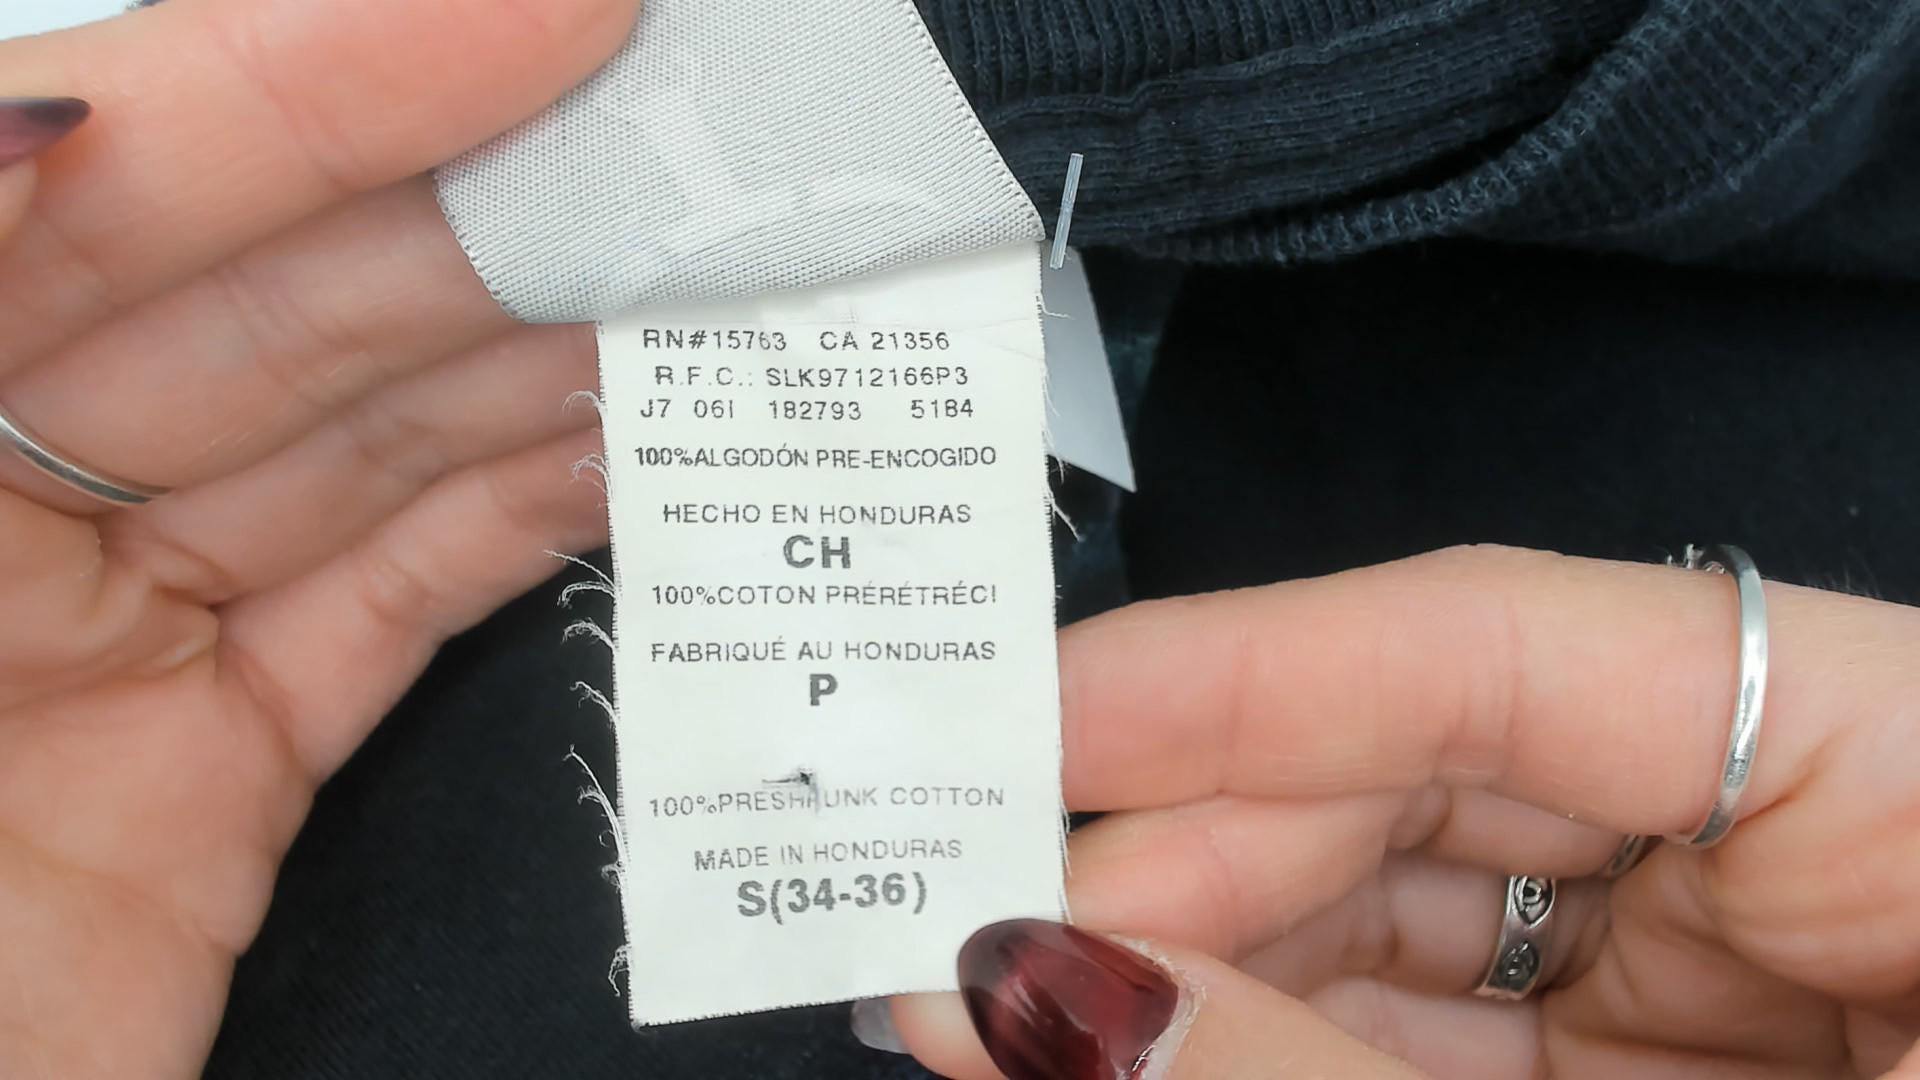 RN#15763 CA 21356
R.F.C.: SLK9712166P3
J7 06I 182793 5184
100%ALGODÓN PRE-ENCOGIDO
HECHO EN HONDURAS
CH
100%COTON PRÉRÉTRÉCI
FABRIQUÉ AU HONDURAS
P
100%PRESHRUNK COTTON
MADE IN HONDURAS
S(34-36)